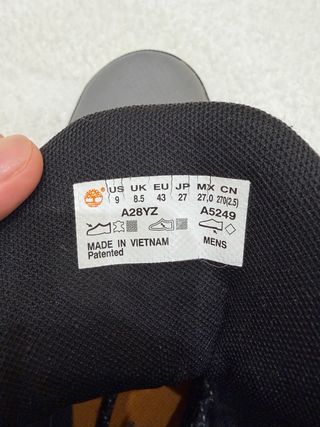 US UK EU JP MX CN
9 8.5 43 27 27.0 270(2.5)
A28YZ A5249
MADE IN VIETNAM MENS
Patented